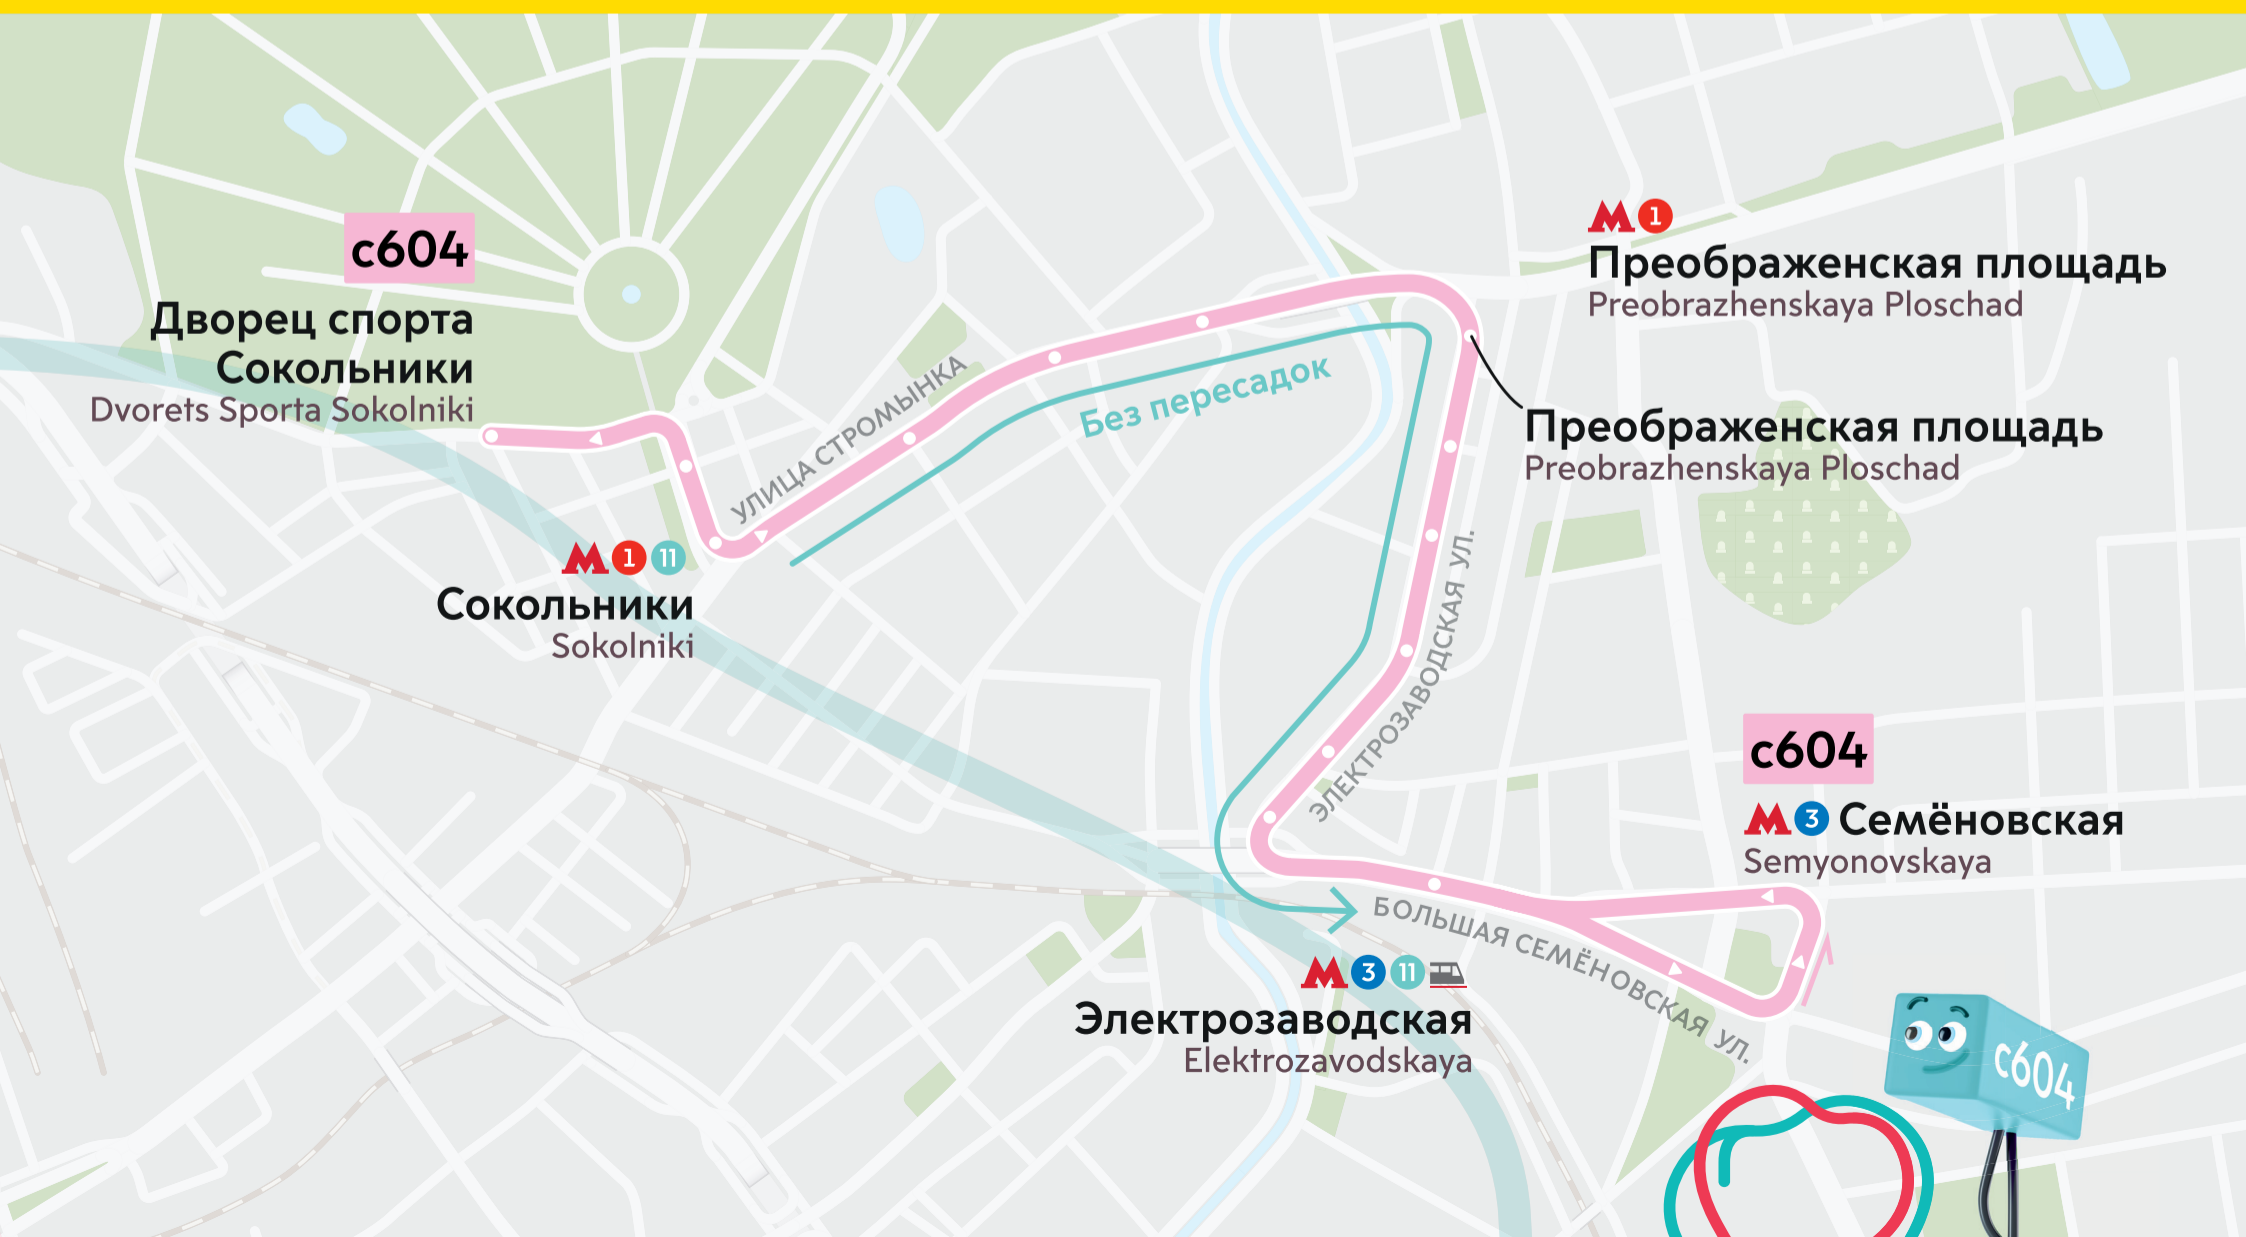 с604
Дворец спорта
Сокольники
Dvorets Sporta Sokolniki
М 1
Преображенская площадь
Preobrazhenskaya Ploschad
УЛИЦА СТРОМЫНКА
Без пересадок
Преображенская площадь
Preobrazhenskaya Ploschad
М 1 11
Сокольники
Sokolniki
ЭЛЕКТРОЗАВОДСКАЯ УЛ.
с604
М 3 Семёновская
Semyonovskaya
БОЛЬШАЯ СЕМЁНОВСКАЯ УЛ.
М 3 11
Электрозаводская
Elektrozavodskaya
с604